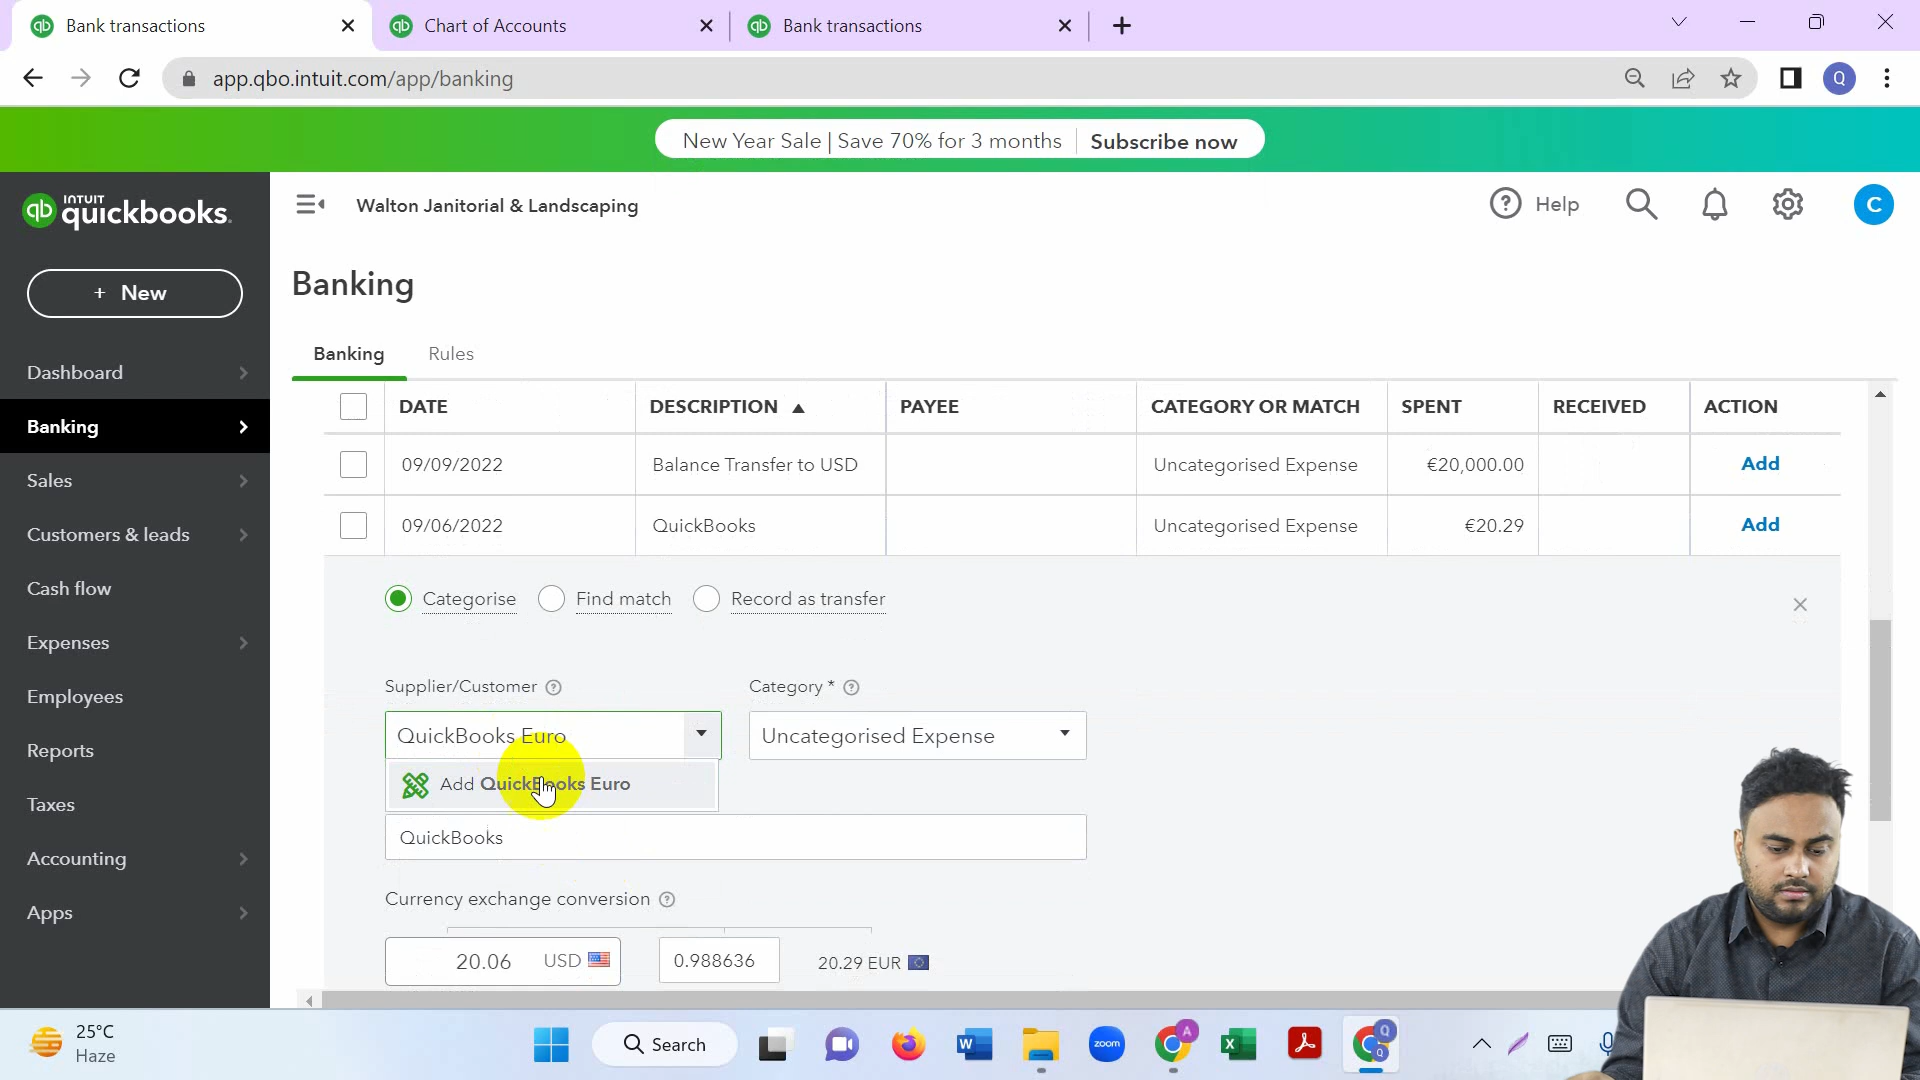 Bank transactions
Chart of Accounts
Bank transactions
app.qbo.intuit.com/app/banking
Q
New Year Sale | Save 70% for 3 months
Subscribe now
INTUIT
qb quickbooks.
Walton Janitorial & Landscaping
Help
C
+ New
Dashboard
Banking
Sales
Customers & leads
Cash flow
Expenses
Employees
Reports
Taxes
Accounting
Apps
Banking
Banking
Rules
DATE
DESCRIPTION
PAYEE
CATEGORY OR MATCH
SPENT
RECEIVED
ACTION
09/09/2022
Balance Transfer to USD
Uncategorised Expense
€20,000.00
Add
09/06/2022
QuickBooks
Uncategorised Expense
€20.29
Add
Categorise
Find match
Record as transfer
Supplier/Customer
Category *
QuickBooks Euro
Uncategorised Expense
Add QuickBooks Euro
QuickBooks
Currency exchange conversion
20.06 USD
0.988636
20.29 EUR
25°C
Haze
Search
zoom
A
Q
Q